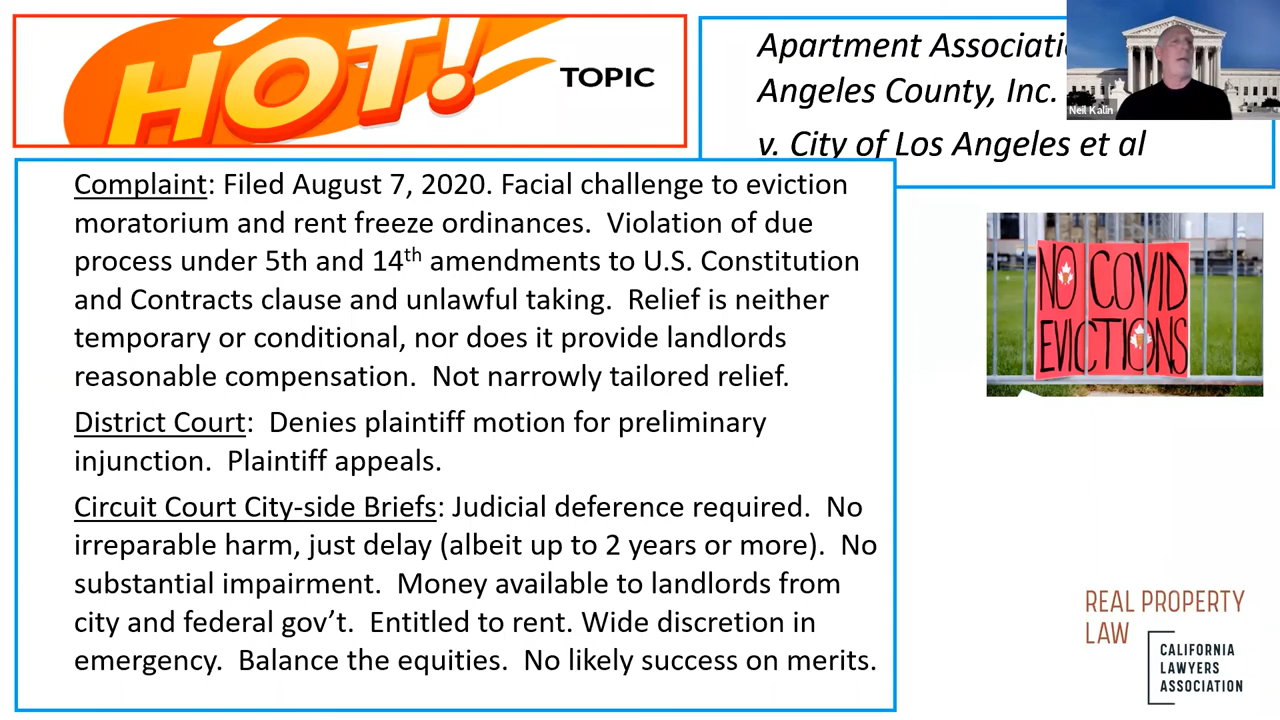 HOT!
TOPIC
Apartment Associati
Angeles County, Inc.
v. City of Los Angeles et al
Neil Kalin
Complaint: Filed August 7, 2020. Facial challenge to eviction
moratorium and rent freeze ordinances.  Violation of due
process under 5th and 14th amendments to U.S. Constitution
and Contracts clause and unlawful taking.  Relief is neither
temporary or conditional, nor does it provide landlords
reasonable compensation.  Not narrowly tailored relief.
District Court:  Denies plaintiff motion for preliminary
injunction.  Plaintiff appeals.
Circuit Court City-side Briefs: Judicial deference required.  No
irreparable harm, just delay (albeit up to 2 years or more).  No
substantial impairment.  Money available to landlords from
city and federal gov’t.  Entitled to rent. Wide discretion in
emergency.  Balance the equities.  No likely success on merits.
NO COVID
EVICTIONS
REAL PROPERTY
LAW
CALIFORNIA
LAWYERS
ASSOCIATION